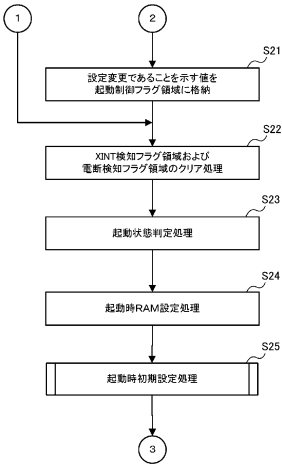 1
2
S21
設定変更であることを示す値を
起動制御フラグ領域に格納
S22
XINT検知フラグ領域および
電断検知フラグ領域のクリア処理
S23
起動状態判定処理
S24
起動時RAM設定処理
S25
起動時初期設定処理
3